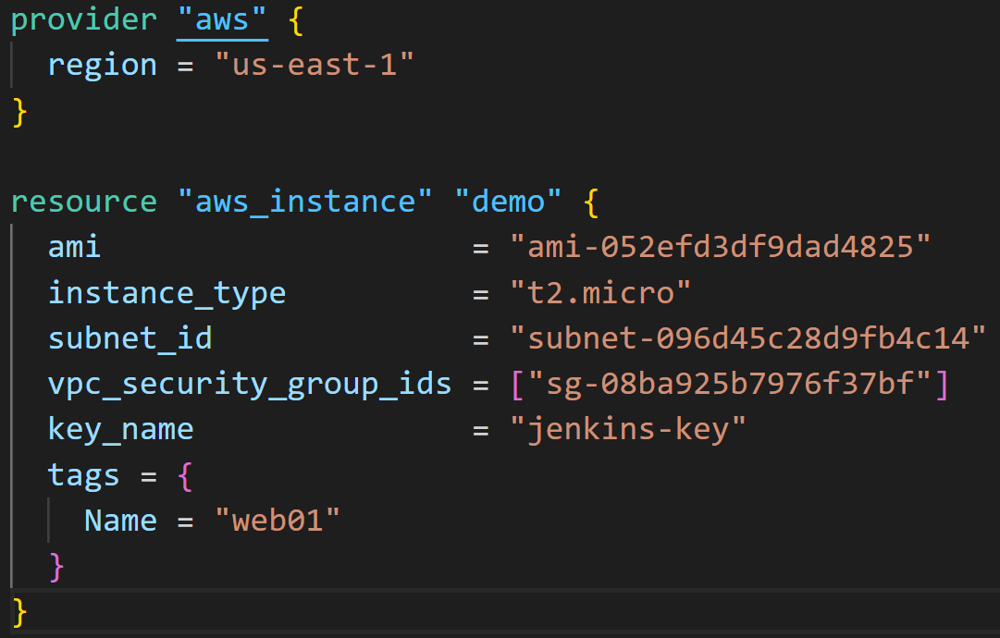 provider "aws" {
  region = "us-east-1"
}

resource "aws_instance" "demo" {
  ami                    = "ami-052efd3df9dad4825"
  instance_type          = "t2.micro"
  subnet_id              = "subnet-096d45c28d9fb4c14"
  vpc_security_group_ids = ["sg-08ba925b7976f37bf"]
  key_name               = "jenkins-key"
  tags = {
    Name = "web01"
  }
}